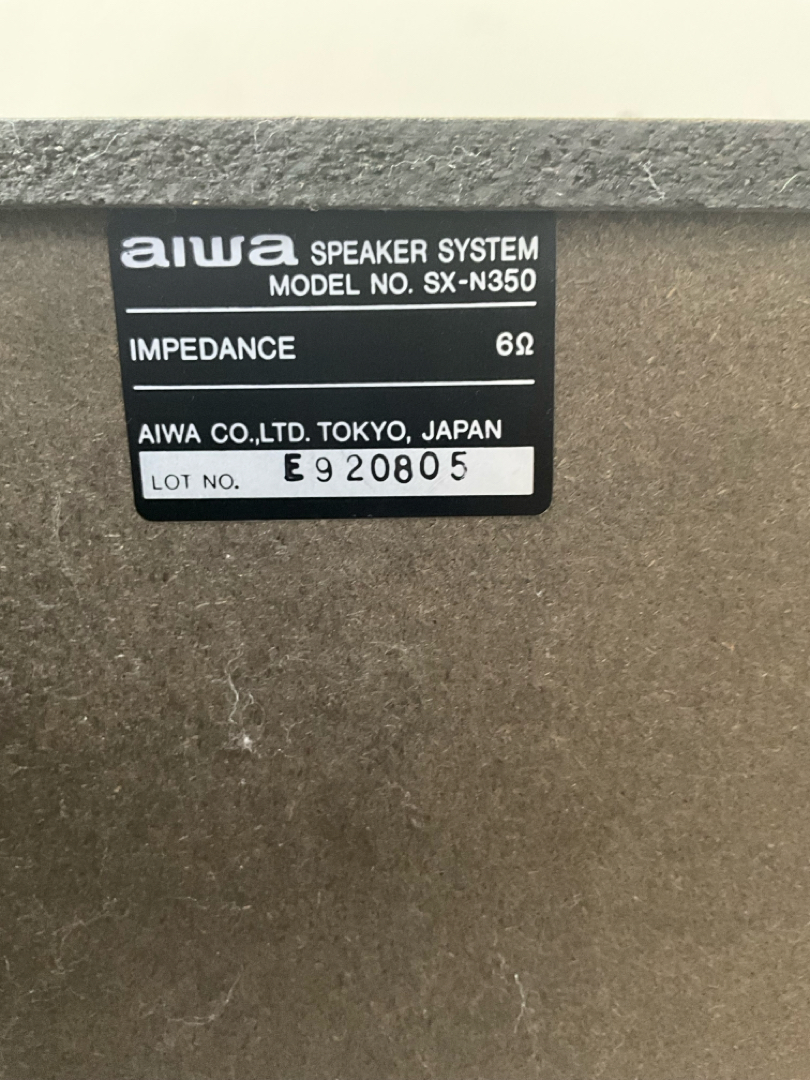 aiwa SPEAKER SYSTEM
MODEL NO. SX-N350
IMPEDANCE 6Ω
AIWA CO.,LTD. TOKYO, JAPAN
LOT NO. E920805